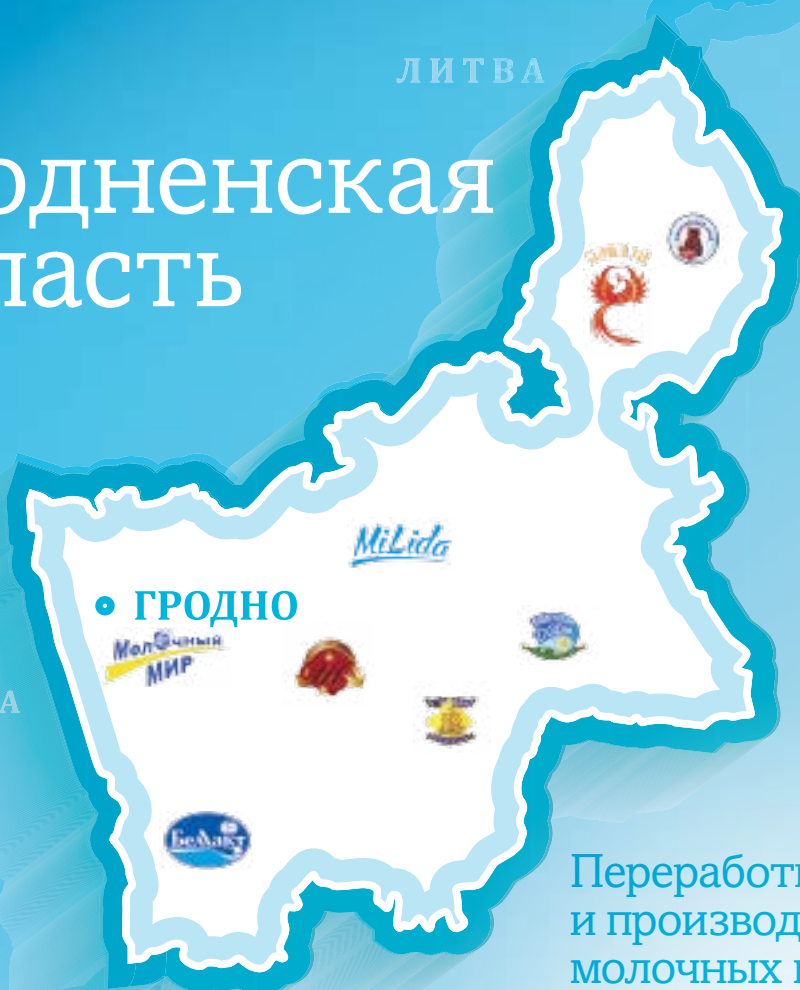 ЛИТВА
одненская
ласть
MiLida
ГРОДНО
Молочный
МИР
А
Беллакт
Переработ
и производ
молочных